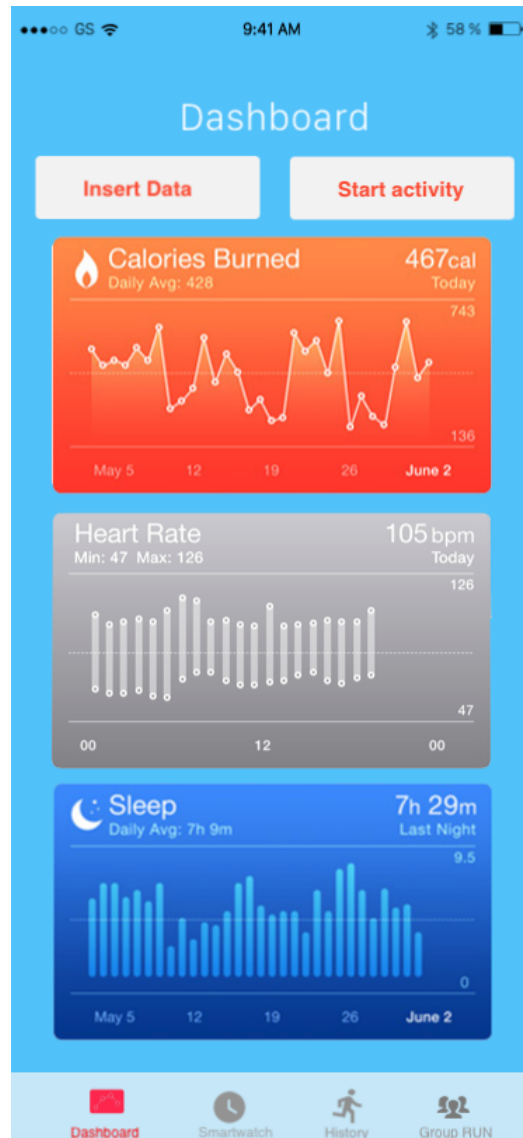 GS 9:41 AM 58 %
Dashboard
Insert Data Start activity
Calories Burned 467cal
Daily Avg: 428 Today
743
136
May 5 12 19 26 June 2
Heart Rate 105 bpm
Min: 47 Max: 126 Today
126
47
00 12 00
Sleep 7h 29m
Daily Avg: 7h 9m Last Night
9.5
0
May 5 12 19 26 June 2
Dashboard Smartwatch History Group RUN